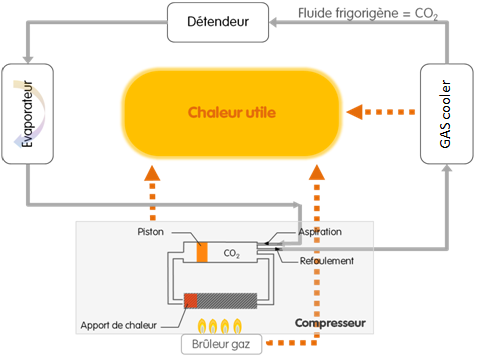 Détendeur
Fluide frigorigène = CO₂
Evaporateur
Chaleur utile
GAS cooler
Piston
Aspiration
CO₂
Refoulement
Apport de chaleur
Compresseur
Brûleur gaz